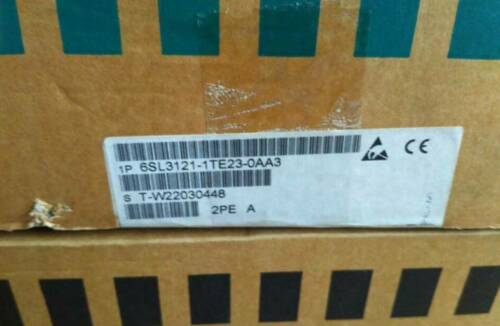 1P 6SL3121-1TE23-0AA3
S T-W22030448
2PE A
CE